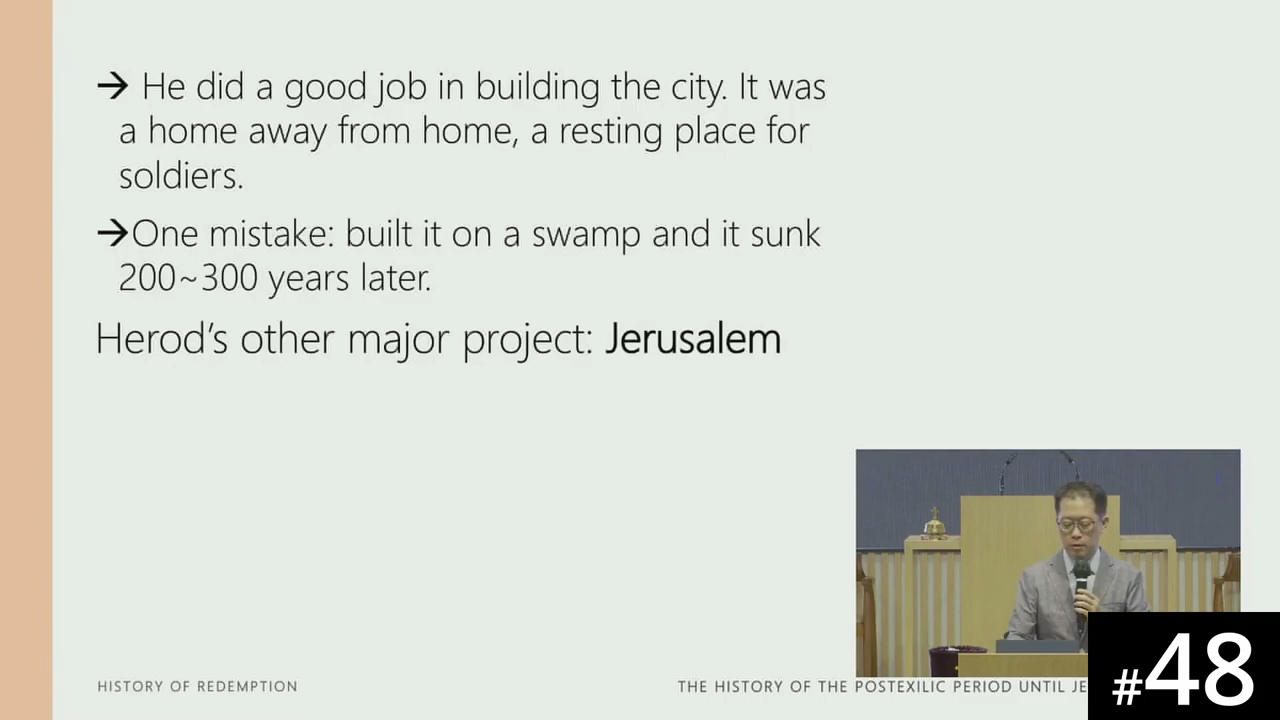 → He did a good job in building the city. It was
a home away from home, a resting place for
soldiers.
→One mistake: built it on a swamp and it sunk
200~300 years later.
Herod's other major project: Jerusalem
HISTORY OF REDEMPTION
THE HISTORY OF THE POSTEXILIC PERIOD UNTIL
#48